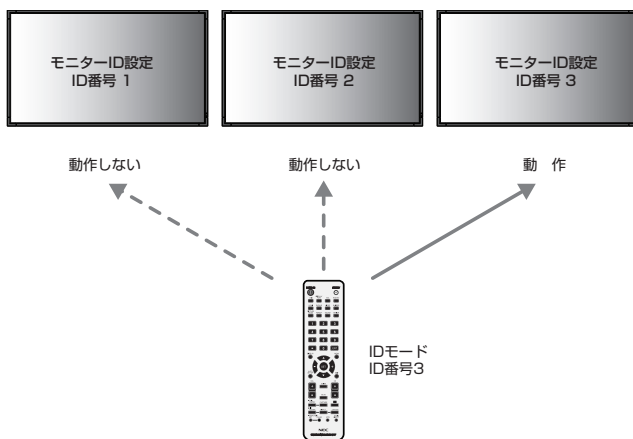 モニターID設定
ID番号 1
モニターID設定
ID番号 2
モニターID設定
ID番号 3
動作しない
動作しない
動　作
IDモード
ID番号3
NEC